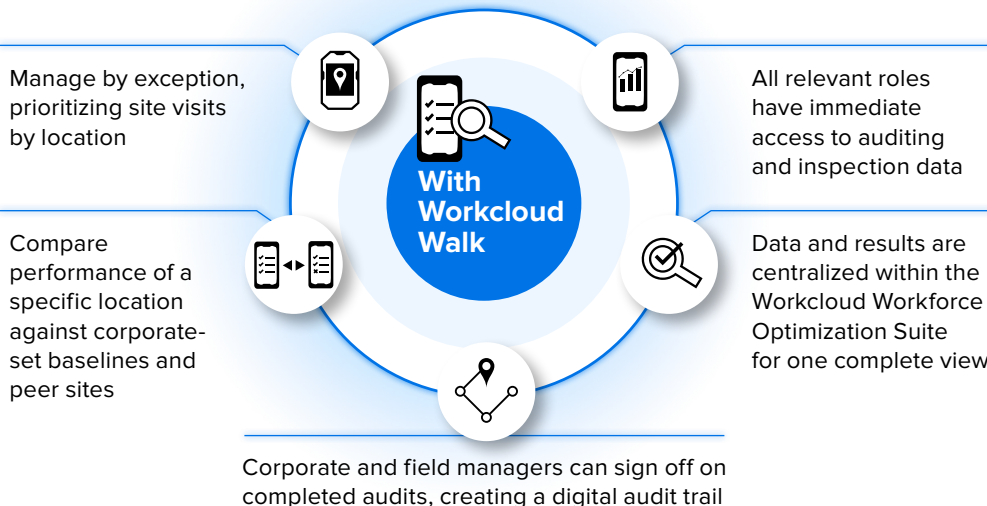 Manage by exception,
prioritizing site visits
by location
All relevant roles
have immediate
access to auditing
and inspection data
With
Workcloud
Walk
Compare
performance of a
specific location
against corporate-
set baselines and
peer sites
Data and results are
centralized within the
Workcloud Workforce
Optimization Suite
for one complete view
Corporate and field managers can sign off on
completed audits, creating a digital audit trail